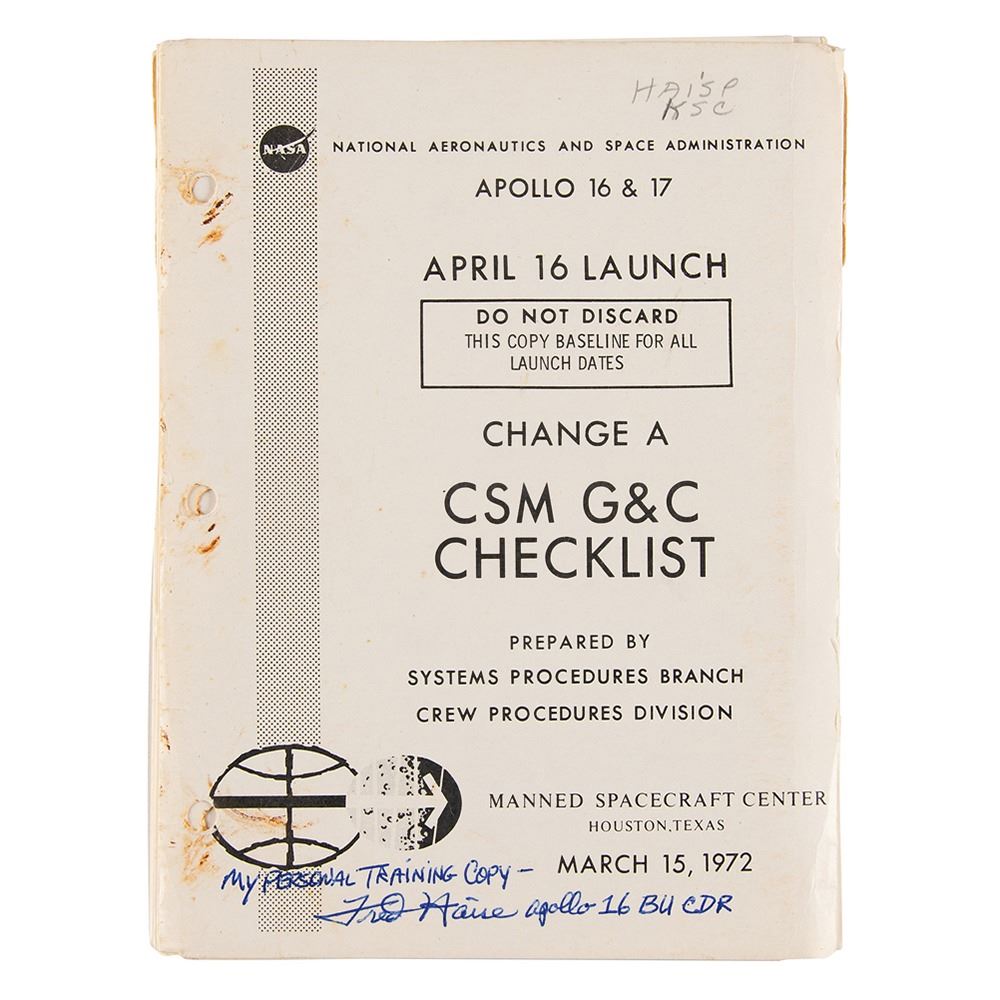 HAISE
KSC
NASA
NATIONAL AERONAUTICS AND SPACE ADMINISTRATION
APOLLO 16 & 17
APRIL 16 LAUNCH
DO NOT DISCARD
THIS COPY BASELINE FOR ALL
LAUNCH DATES
CHANGE A
CSM G&C
CHECKLIST
PREPARED BY
SYSTEMS PROCEDURES BRANCH
CREW PROCEDURES DIVISION
MANNED SPACECRAFT CENTER
HOUSTON, TEXAS
MARCH 15, 1972
MY PERSONAL TRAINING COPY –
Fred Haise Apollo 16 BU CDR